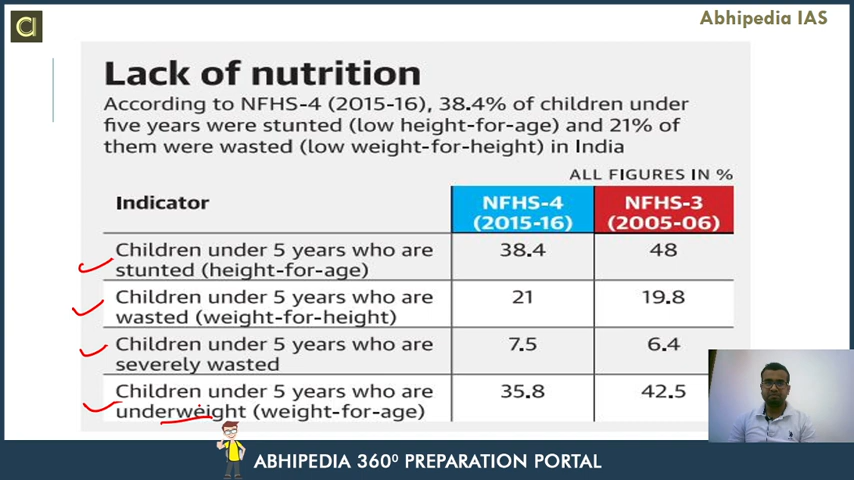 Abhipedia IAS
Lack of nutrition
According to NFHS-4 (2015-16), 38.4% of children under
five years were stunted (low height-for-age) and 21% of
them were wasted (low weight-for-height) in India
ALL FIGURES IN %
Indicator NFHS-4 (2015-16) NFHS-3 (2005-06)
Children under 5 years who are
stunted (height-for-age) 38.4 48
Children under 5 years who are
wasted (weight-for-height) 21 19.8
Children under 5 years who are
severely wasted 7.5 6.4
Children under 5 years who are
underweight (weight-for-age) 35.8 42.5
ABHIPEDIA 360⁰ PREPARATION PORTAL